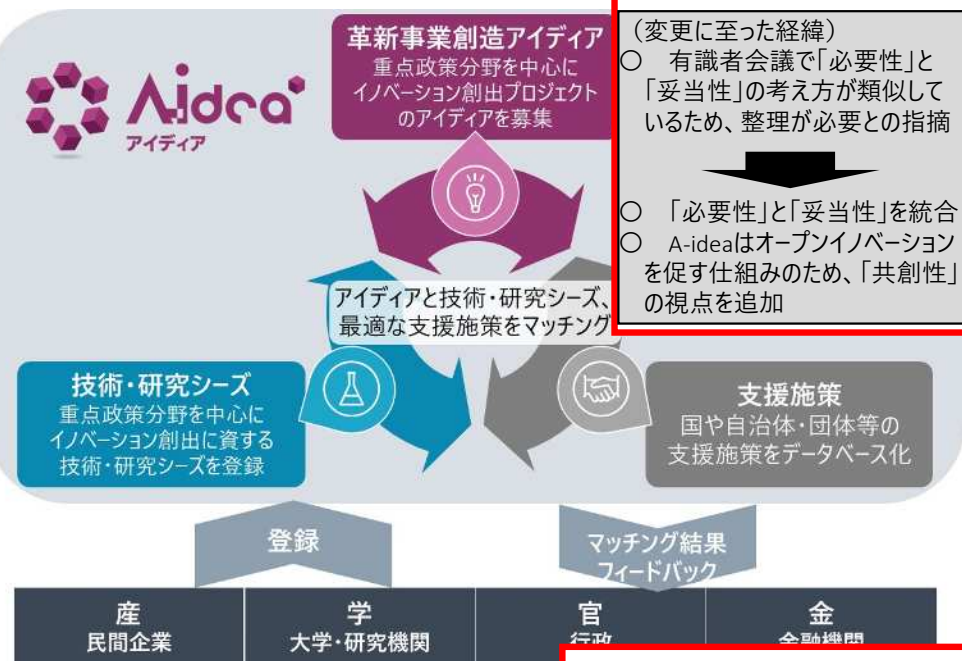 A-idea
アイディア
革新事業創造アイディア
重点政策分野を中心に
イノベーション創出プロジェクト
のアイディアを募集
（変更に至った経緯）
○　有識者会議で「必要性」と
「妥当性」の考え方が類似して
いるため、整理が必要との指摘
○　「必要性」と「妥当性」を統合
○　A-ideaはオープンイノベーション
を促す仕組みのため、「共創性」
の視点を追加
アイディアと技術・研究シーズ、
最適な支援施策をマッチング
技術・研究シーズ
重点政策分野を中心に
イノベーション創出に資する
技術・研究シーズを登録
支援施策
国や自治体・団体等の
支援施策をデータベース化
登録
マッチング結果
フィードバック
産
民間企業
学
大学・研究機関
官
行政
金
金融機関